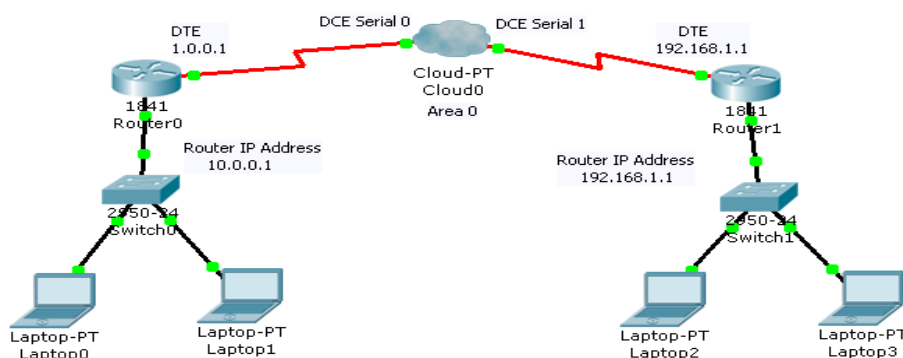 DCE Serial 0
DCE Serial 1
DTE
1.0.0.1
DTE
192.168.1.1
Cloud-PT
Cloud0
Area 0
1841
Router0
1841
Router1
Router IP Address
10.0.0.1
Router IP Address
192.168.1.1
2950-24
Switch0
2950-24
Switch1
Laptop-PT
Laptop0
Laptop-PT
Laptop1
Laptop-PT
Laptop2
Laptop-PT
Laptop3